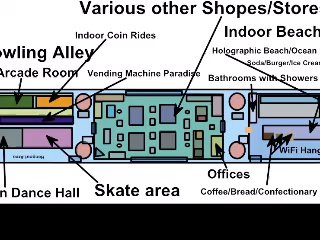 Various other Shopes/Stores
Indoor Coin Rides
Indoor Beach
owling Alley
Holographic Beach/Ocean
Soda/Burger/Ice Cream
Arcade Room
Vending Machine Paradise
Bathrooms with Showers
WiFi Hang
Offices
n Dance Hall
Skate area
Coffee/Bread/Confectionary